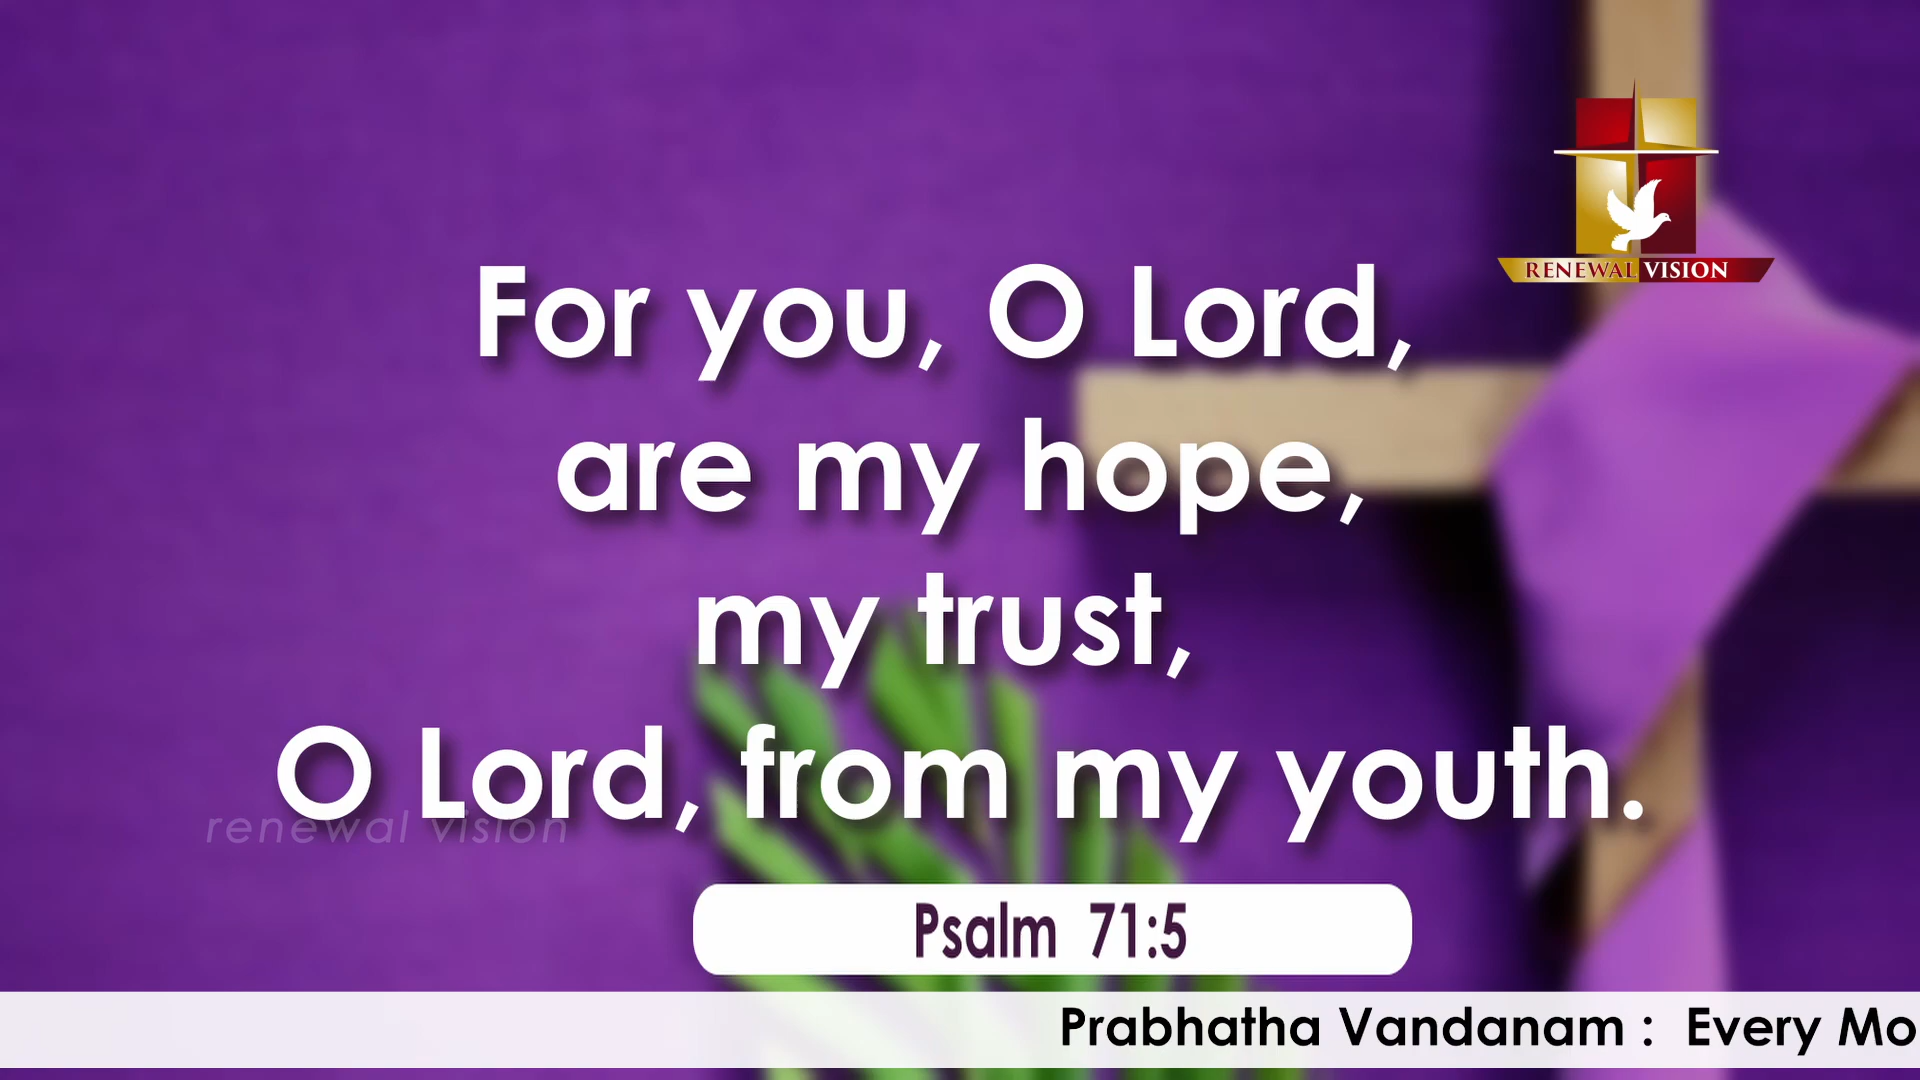 RENEWAL VISION
For you, O Lord,
are my hope,
my trust,
O Lord, from my youth.
renewal vision
Psalm 71:5
Prabhatha Vandanam : Every Mo